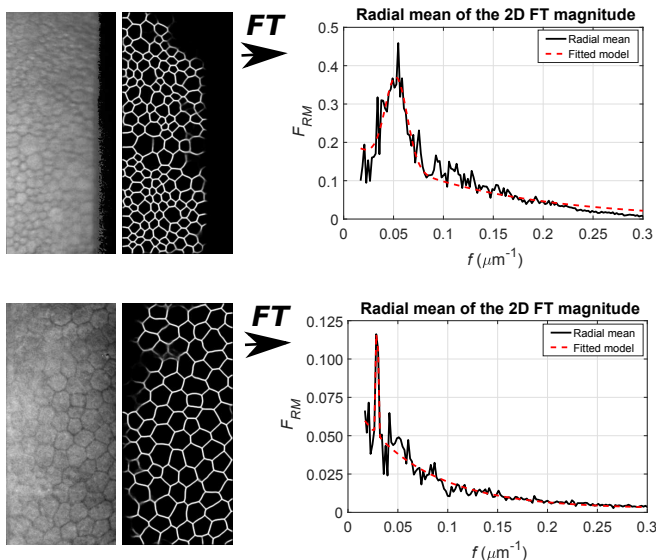 FT
Radial mean of the 2D FT magnitude
Radial mean
Fitted model
0.5
0.4
0.3
0.2
0.1
0
F_RM
0 0.05 0.1 0.15 0.2 0.25 0.3
f (μm⁻¹)
FT
Radial mean of the 2D FT magnitude
Radial mean
Fitted model
0.125
0.100
0.075
0.050
0.025
0
F_RM
0 0.05 0.1 0.15 0.2 0.25 0.3
f (μm⁻¹)